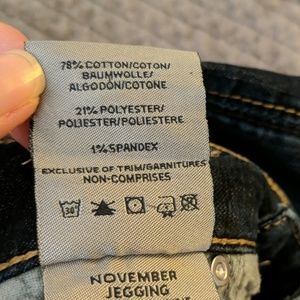 78% COTTON/COTON/
BAUMWOLLE/
ALGODÓN/COTONE
21% POLYESTER/
POLIESTER/POLIESTERE
1% SPANDEX
EXCLUSIVE OF TRIM/GARNITURES
NON-COMPRISES
30
NOVEMBER
JEGGING